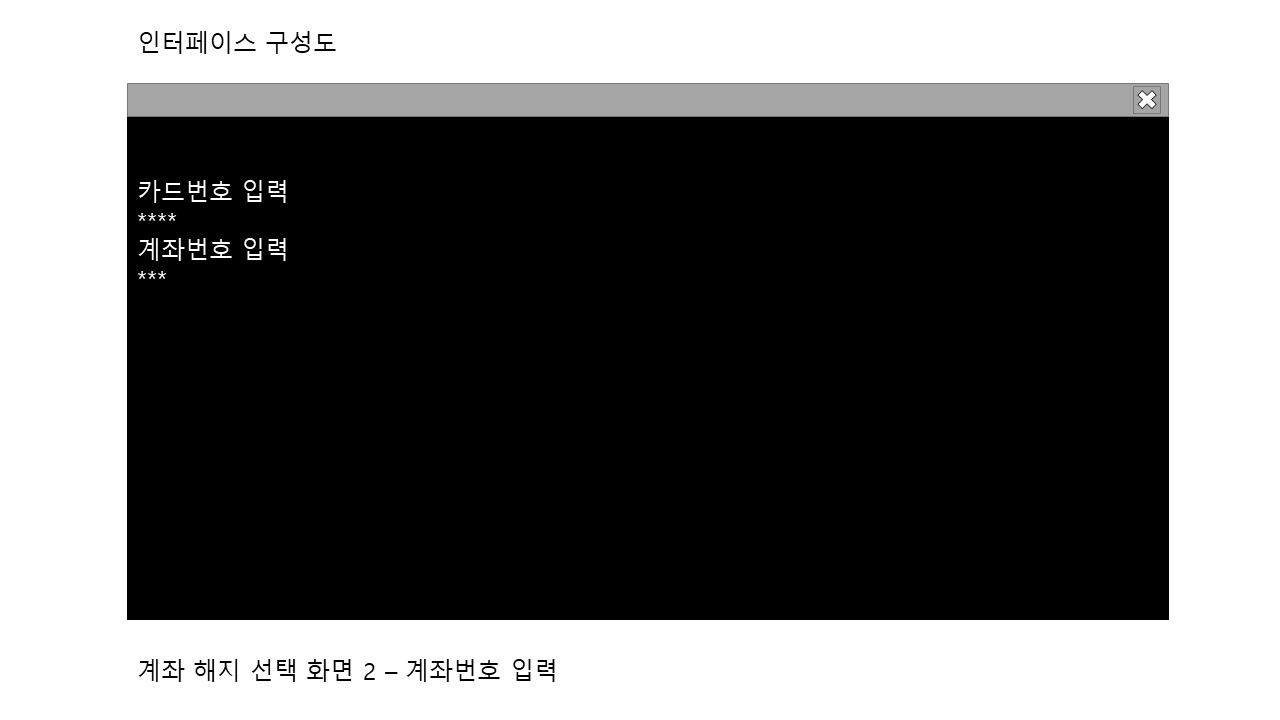 인터페이스 구성도
카드번호 입력
****
계좌번호 입력
***
계좌 해지 선택 화면 2 – 계좌번호 입력